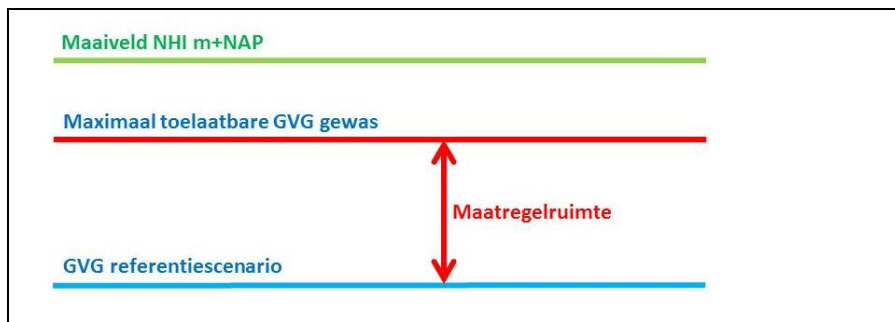 Maaiveld NHI m+NAP
Maximaal toelaatbare GVG gewas
Maatregelruimte
GVG referentiescenario